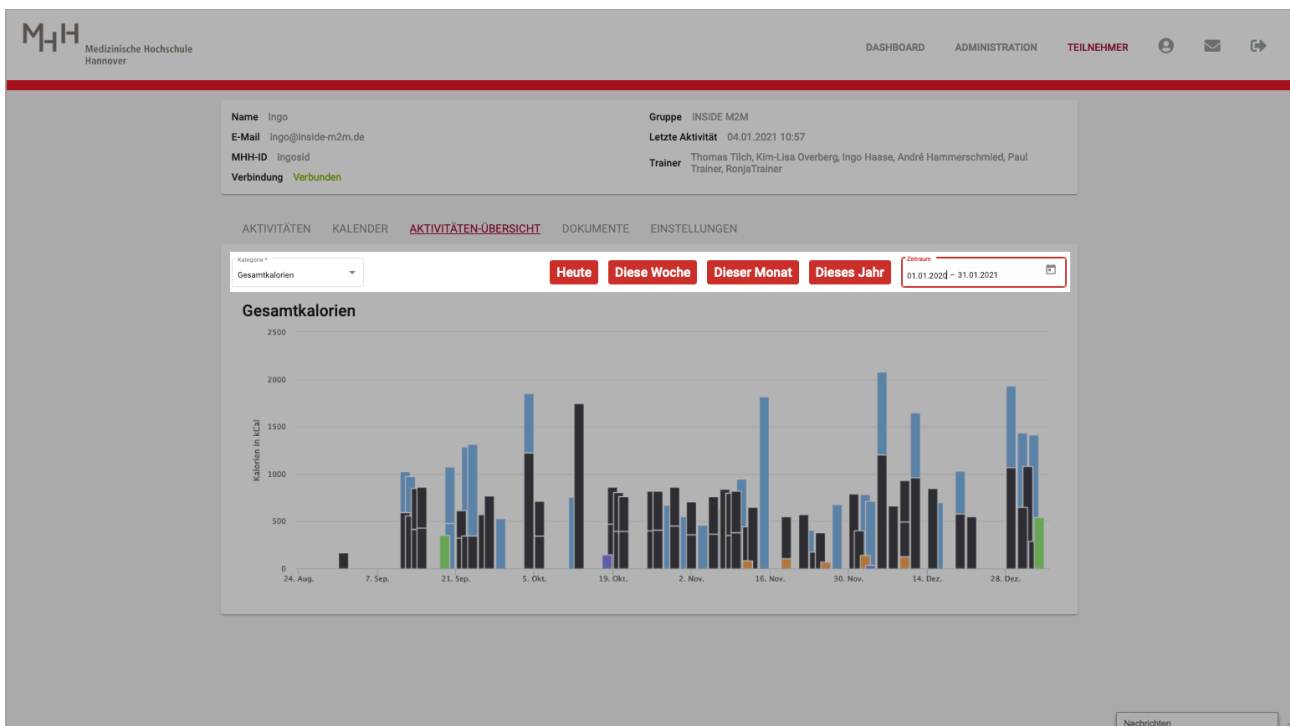 MHH
Medizinische Hochschule
Hannover
DASHBOARD ADMINISTRATION TEILNEHMER
Name Ingo
E-Mail ingo@inside-m2m.de
MHH-ID ingosid
Verbindung Verbunden
Gruppe INSIDE M2M
Letzte Aktivität 04.01.2021 10:57
Trainer Thomas Tilch, Kim-Lisa Overberg, Ingo Haase, André Hammerschmied, Paul
Trainer, RonjaTrainer
AKTIVITÄTEN KALENDER AKTIVITÄTEN-ÜBERSICHT DOKUMENTE EINSTELLUNGEN
Kategorie *
Gesamtkalorien
Heute Diese Woche Dieser Monat Dieses Jahr
Zeitraum
01.01.2020 – 31.01.2021
Gesamtkalorien
Kalorien in kCal
2500
2000
1500
1000
500
0
24. Aug. 7. Sep. 21. Sep. 5. Okt. 19. Okt. 2. Nov. 16. Nov. 30. Nov. 14. Dez. 28. Dez.
Nachrichten